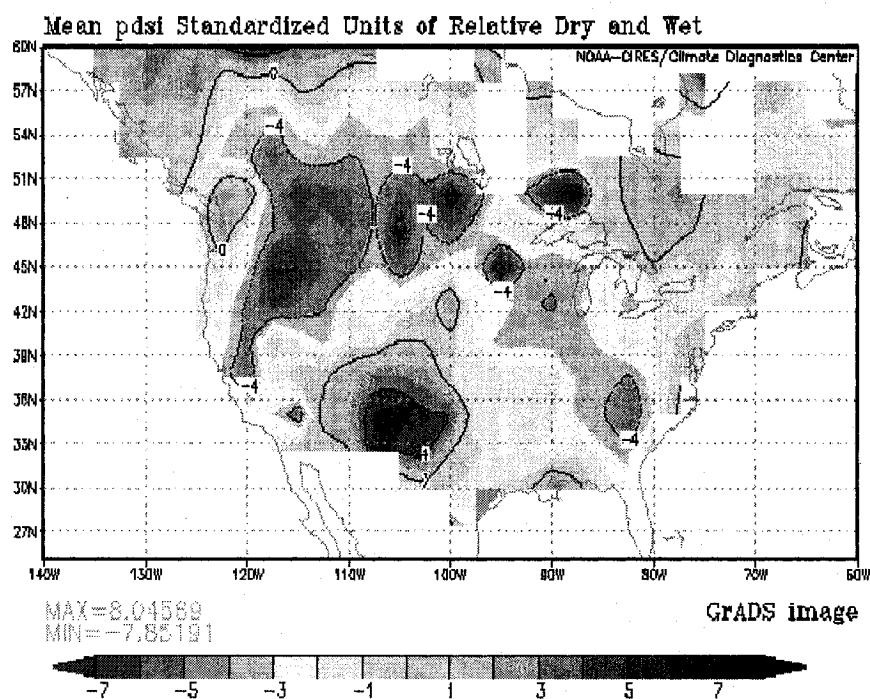 Mean pdsi Standardized Units of Relative Dry and Wet
NOAA-CIRES/Climate Diagnostics Center
60N
57N
54N
51N
48N
45N
42N
39N
36N
33N
30N
27N
-0
-4
-4
-4
-4
-4
-0
-4
-4
140W 130W 120W 110W 100W 90W 80W 70W 60W
MAX=8.04569
MIN=-7.85191
GrADS image
-7 -5 -3 -1 1 3 5 7